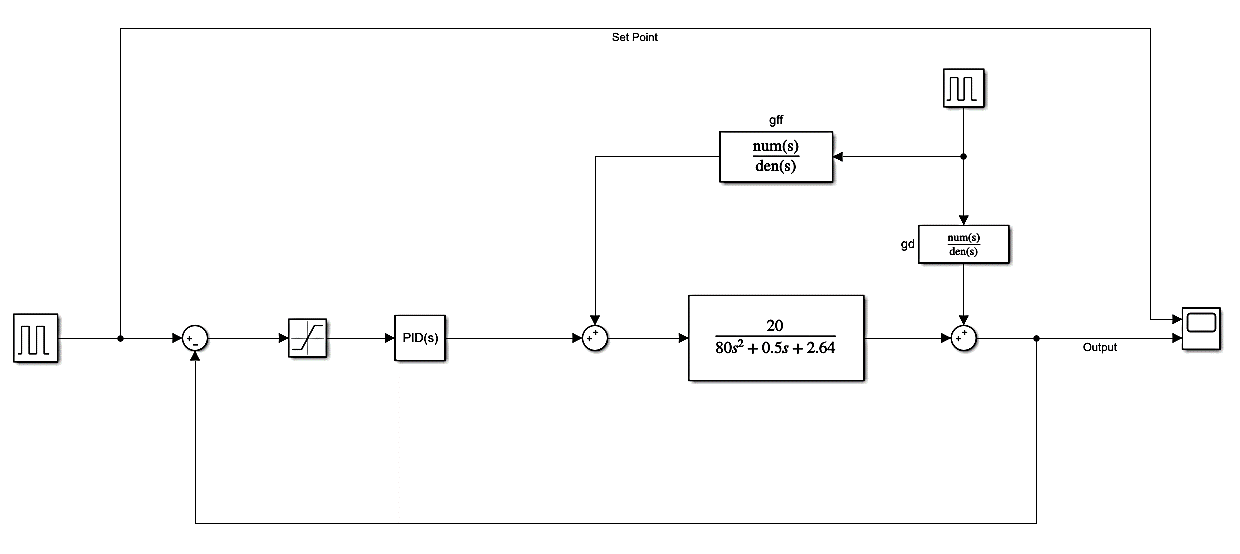 Set Point
gff
num(s)
den(s)
gd
num(s)
den(s)
+
−
PID(s)
+
+
20
80s² + 0.5s + 2.64
+
+
Output